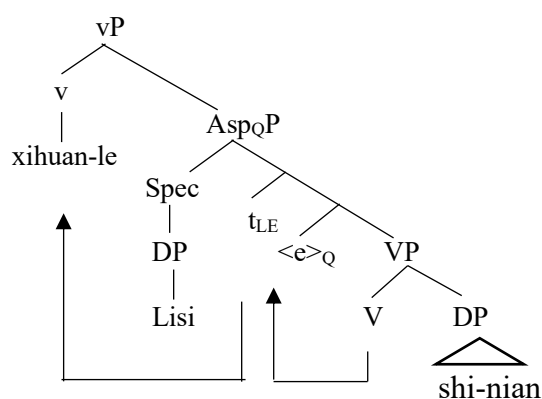 vP
v
AspQP
xihuan-le
Spec
tLE
DP
<e>Q
VP
Lisi
V
DP
shi-nian